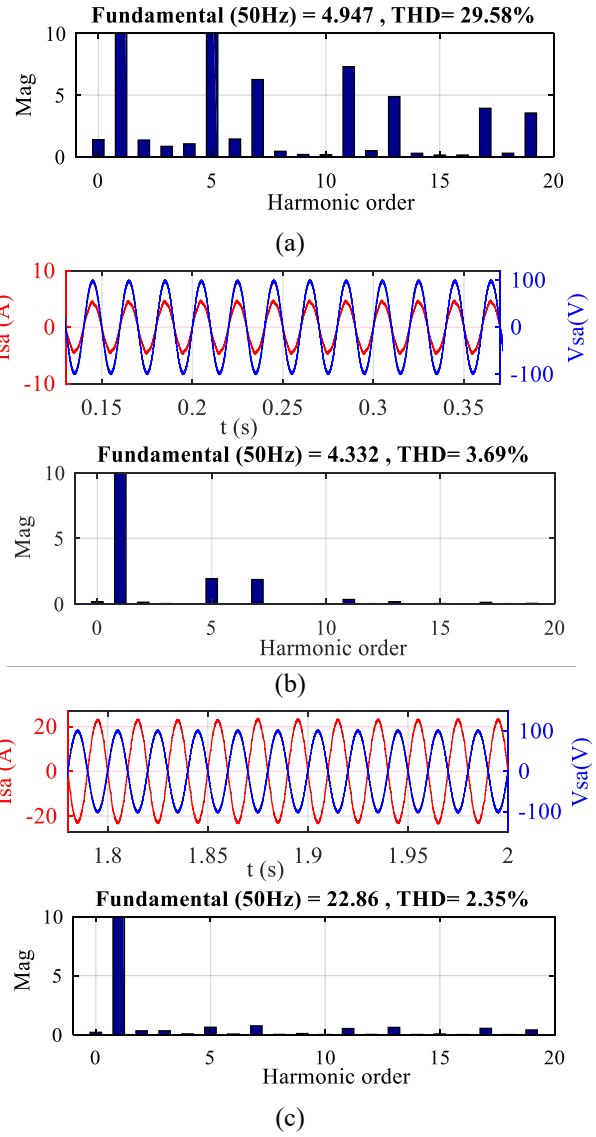 Fundamental (50Hz) = 4.947 , THD= 29.58%
10
5
0
Mag
0 5 10 15 20
Harmonic order
(a)
10
0
-10
Isa (A)
100
0
-100
Vsa(V)
0.15 0.2 0.25 0.3 0.35
t (s)
Fundamental (50Hz) = 4.332 , THD= 3.69%
10
5
0
Mag
0 5 10 15 20
Harmonic order
(b)
20
0
-20
Isa (A)
100
0
-100
Vsa(V)
1.8 1.85 1.9 1.95 2
t (s)
Fundamental (50Hz) = 22.86 , THD= 2.35%
10
5
0
Mag
0 5 10 15 20
Harmonic order
(c)